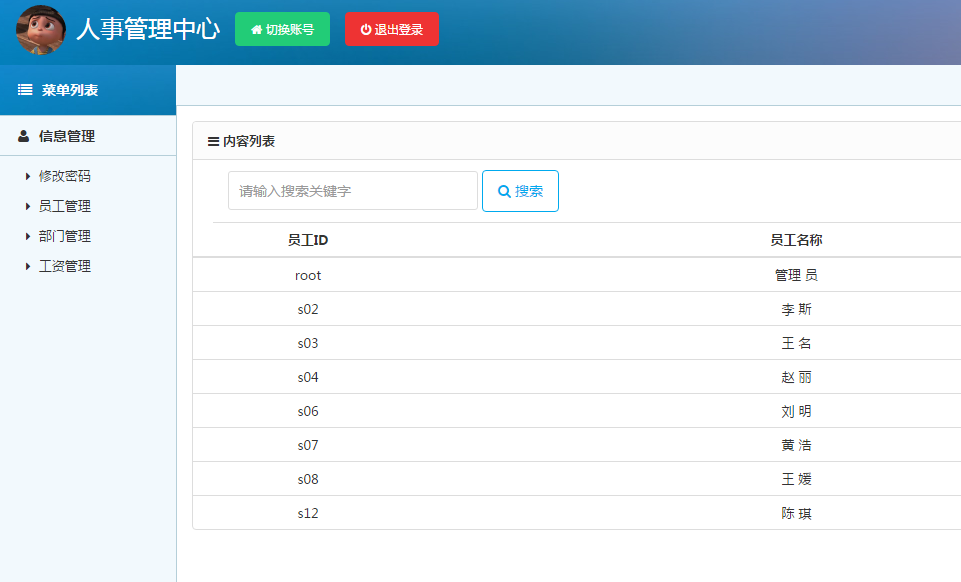 人事管理中心 切换账号 退出登录
菜单列表
信息管理
修改密码
员工管理
部门管理
工资管理
内容列表
请输入搜索关键字 搜索
员工ID 员工名称
root 管理 员
s02 李 斯
s03 王 名
s04 赵 丽
s06 刘 明
s07 黄 浩
s08 王 媛
s12 陈 琪